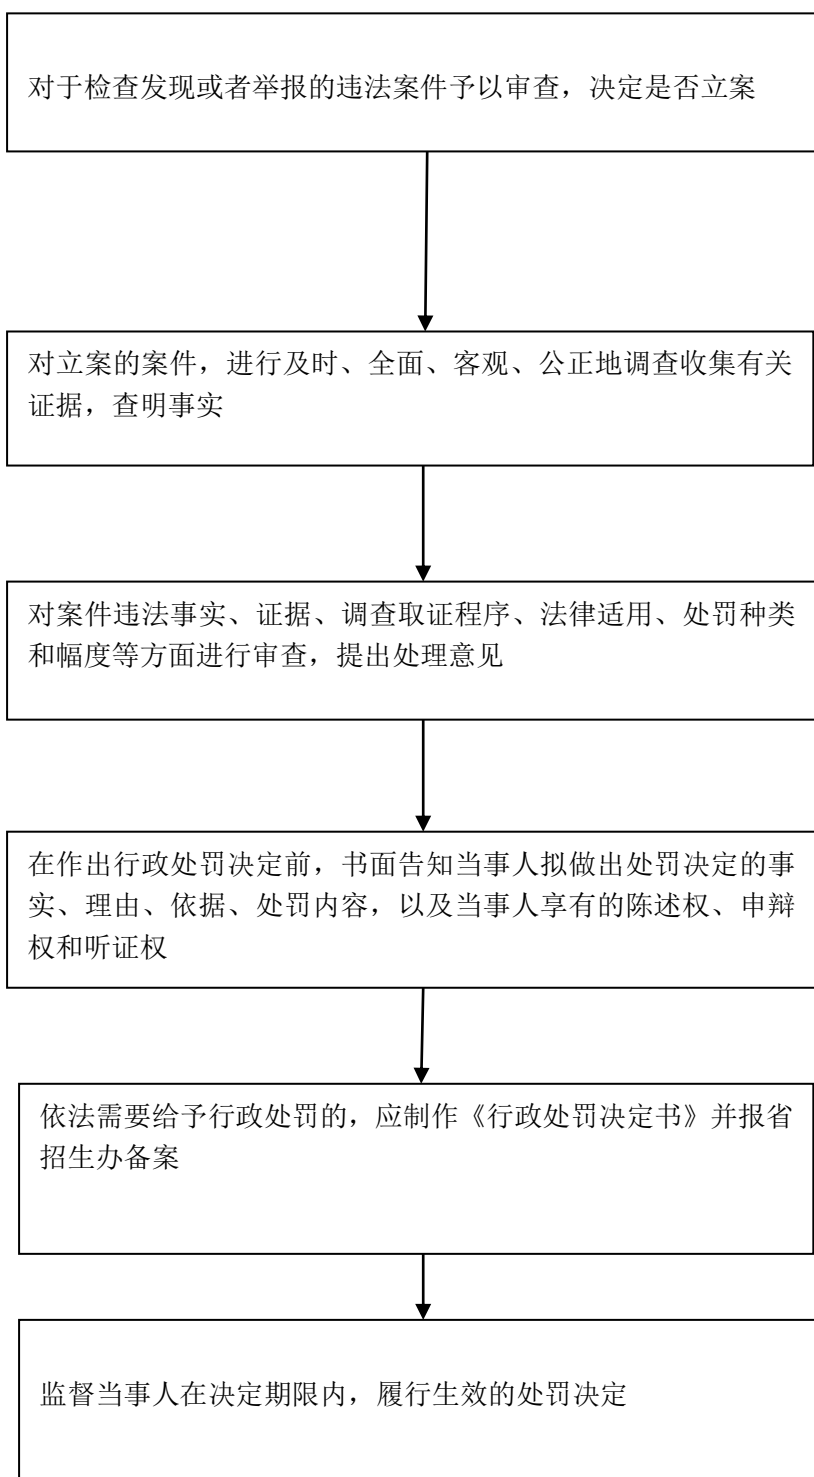 对于检查发现或者举报的违法案件予以审查，决定是否立案
对立案的案件，进行及时、全面、客观、公正地调查收集有关
证据，查明事实
对案件违法事实、证据、调查取证程序、法律适用、处罚种类
和幅度等方面进行审查，提出处理意见
在作出行政处罚决定前，书面告知当事人拟做出处罚决定的事
实、理由、依据、处罚内容，以及当事人享有的陈述权、申辩
权和听证权
依法需要给予行政处罚的，应制作《行政处罚决定书》并报省
招生办备案
监督当事人在决定期限内，履行生效的处罚决定